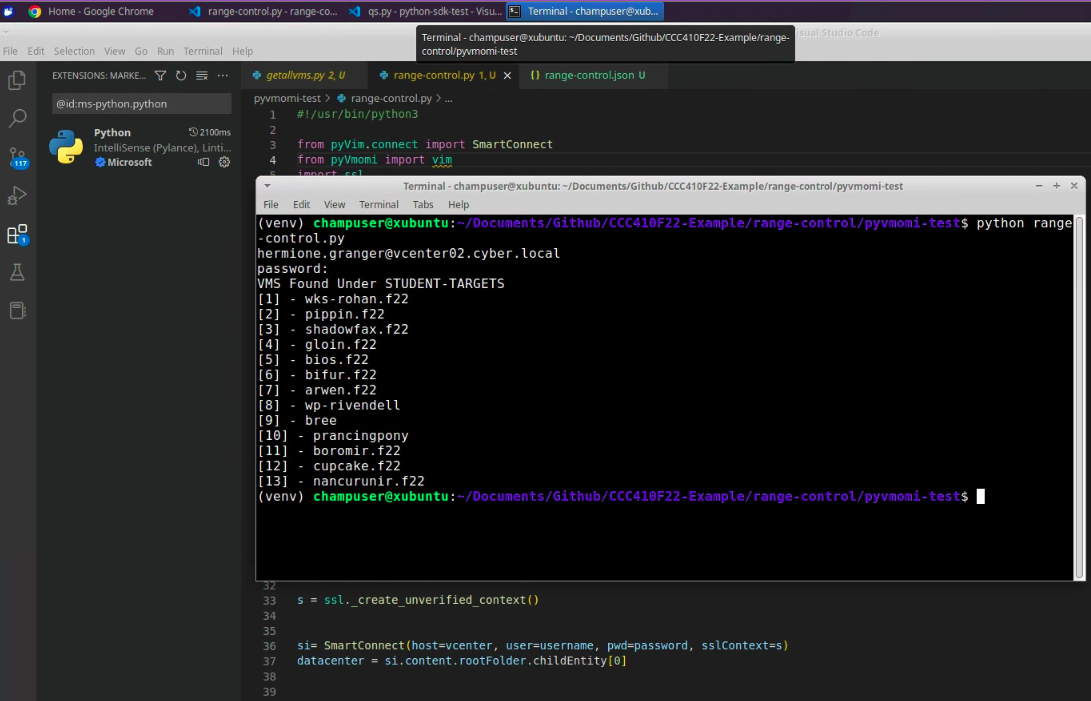 Home - Google Chrome
range-control.py - range-co...
qs.py - python-sdk-test - Visu...
Terminal - champuser@xub...
Terminal - champuser@xubuntu: ~/Documents/Github/CCC410F22-Example/range-
control/pyvmomi-test
isual Studio Code
File Edit Selection View Go Run Terminal Help
EXTENSIONS: MARKE...
getallvms.py 2, U
range-control.py 1, U
{} range-control.json U
@id:ms-python.python
pyvmomi-test > range-control.py > ...
Python 2100ms
IntelliSense (Pylance), Linti...
Microsoft
117
1
1 #!/usr/bin/python3
2
3 from pyVim.connect import SmartConnect
4 from pyVmomi import vim
5 import ssl
Terminal - champuser@xubuntu: ~/Documents/Github/CCC410F22-Example/range-control/pyvmomi-test
File Edit View Terminal Tabs Help
(venv) champuser@xubuntu:~/Documents/Github/CCC410F22-Example/range-control/pyvmomi-test$ python range
-control.py
hermione.granger@vcenter02.cyber.local
password:
VMS Found Under STUDENT-TARGETS
[1] - wks-rohan.f22
[2] - pippin.f22
[3] - shadowfax.f22
[4] - gloin.f22
[5] - bios.f22
[6] - bifur.f22
[7] - arwen.f22
[8] - wp-rivendell
[9] - bree
[10] - prancingpony
[11] - boromir.f22
[12] - cupcake.f22
[13] - nancurunir.f22
(venv) champuser@xubuntu:~/Documents/Github/CCC410F22-Example/range-control/pyvmomi-test$
32
33 s = ssl._create_unverified_context()
34
35
36 si= SmartConnect(host=vcenter, user=username, pwd=password, sslContext=s)
37 datacenter = si.content.rootFolder.childEntity[0]
38
39